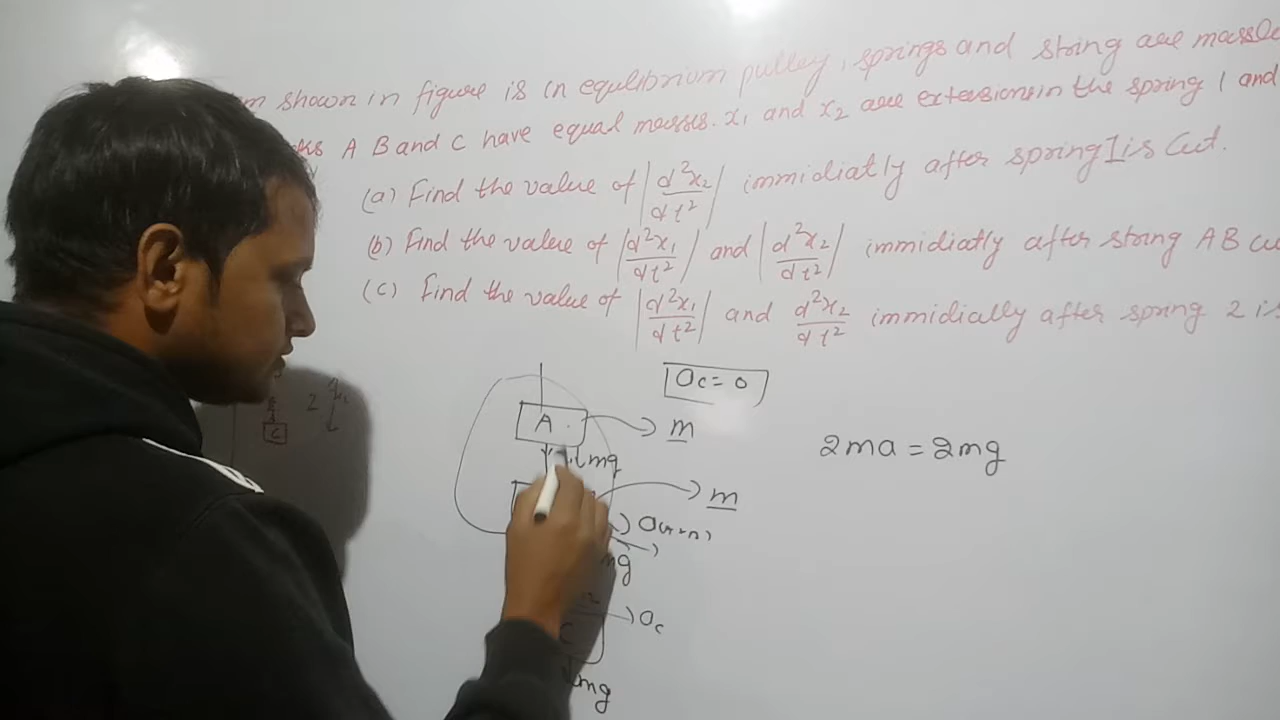 shown in figure is in equilibrium pulley, springs and string are
A B and C have equal masses. x₁ and x₂ are extensions in the spring 1 and
(a) Find the value of |d²x₂/dt²| immidiatly after spring 1 is Cut.
(b) Find the value of |d²x₁/dt²| and |d²x₂/dt²| immidiatly after string AB
(c) Find the value of |d²x₁/dt²| and d²x₂/dt² immidially after spring 2 is
ac = 0
A
m
2ma = 2mg
mg
2
C
m
mg
ac
C
mg